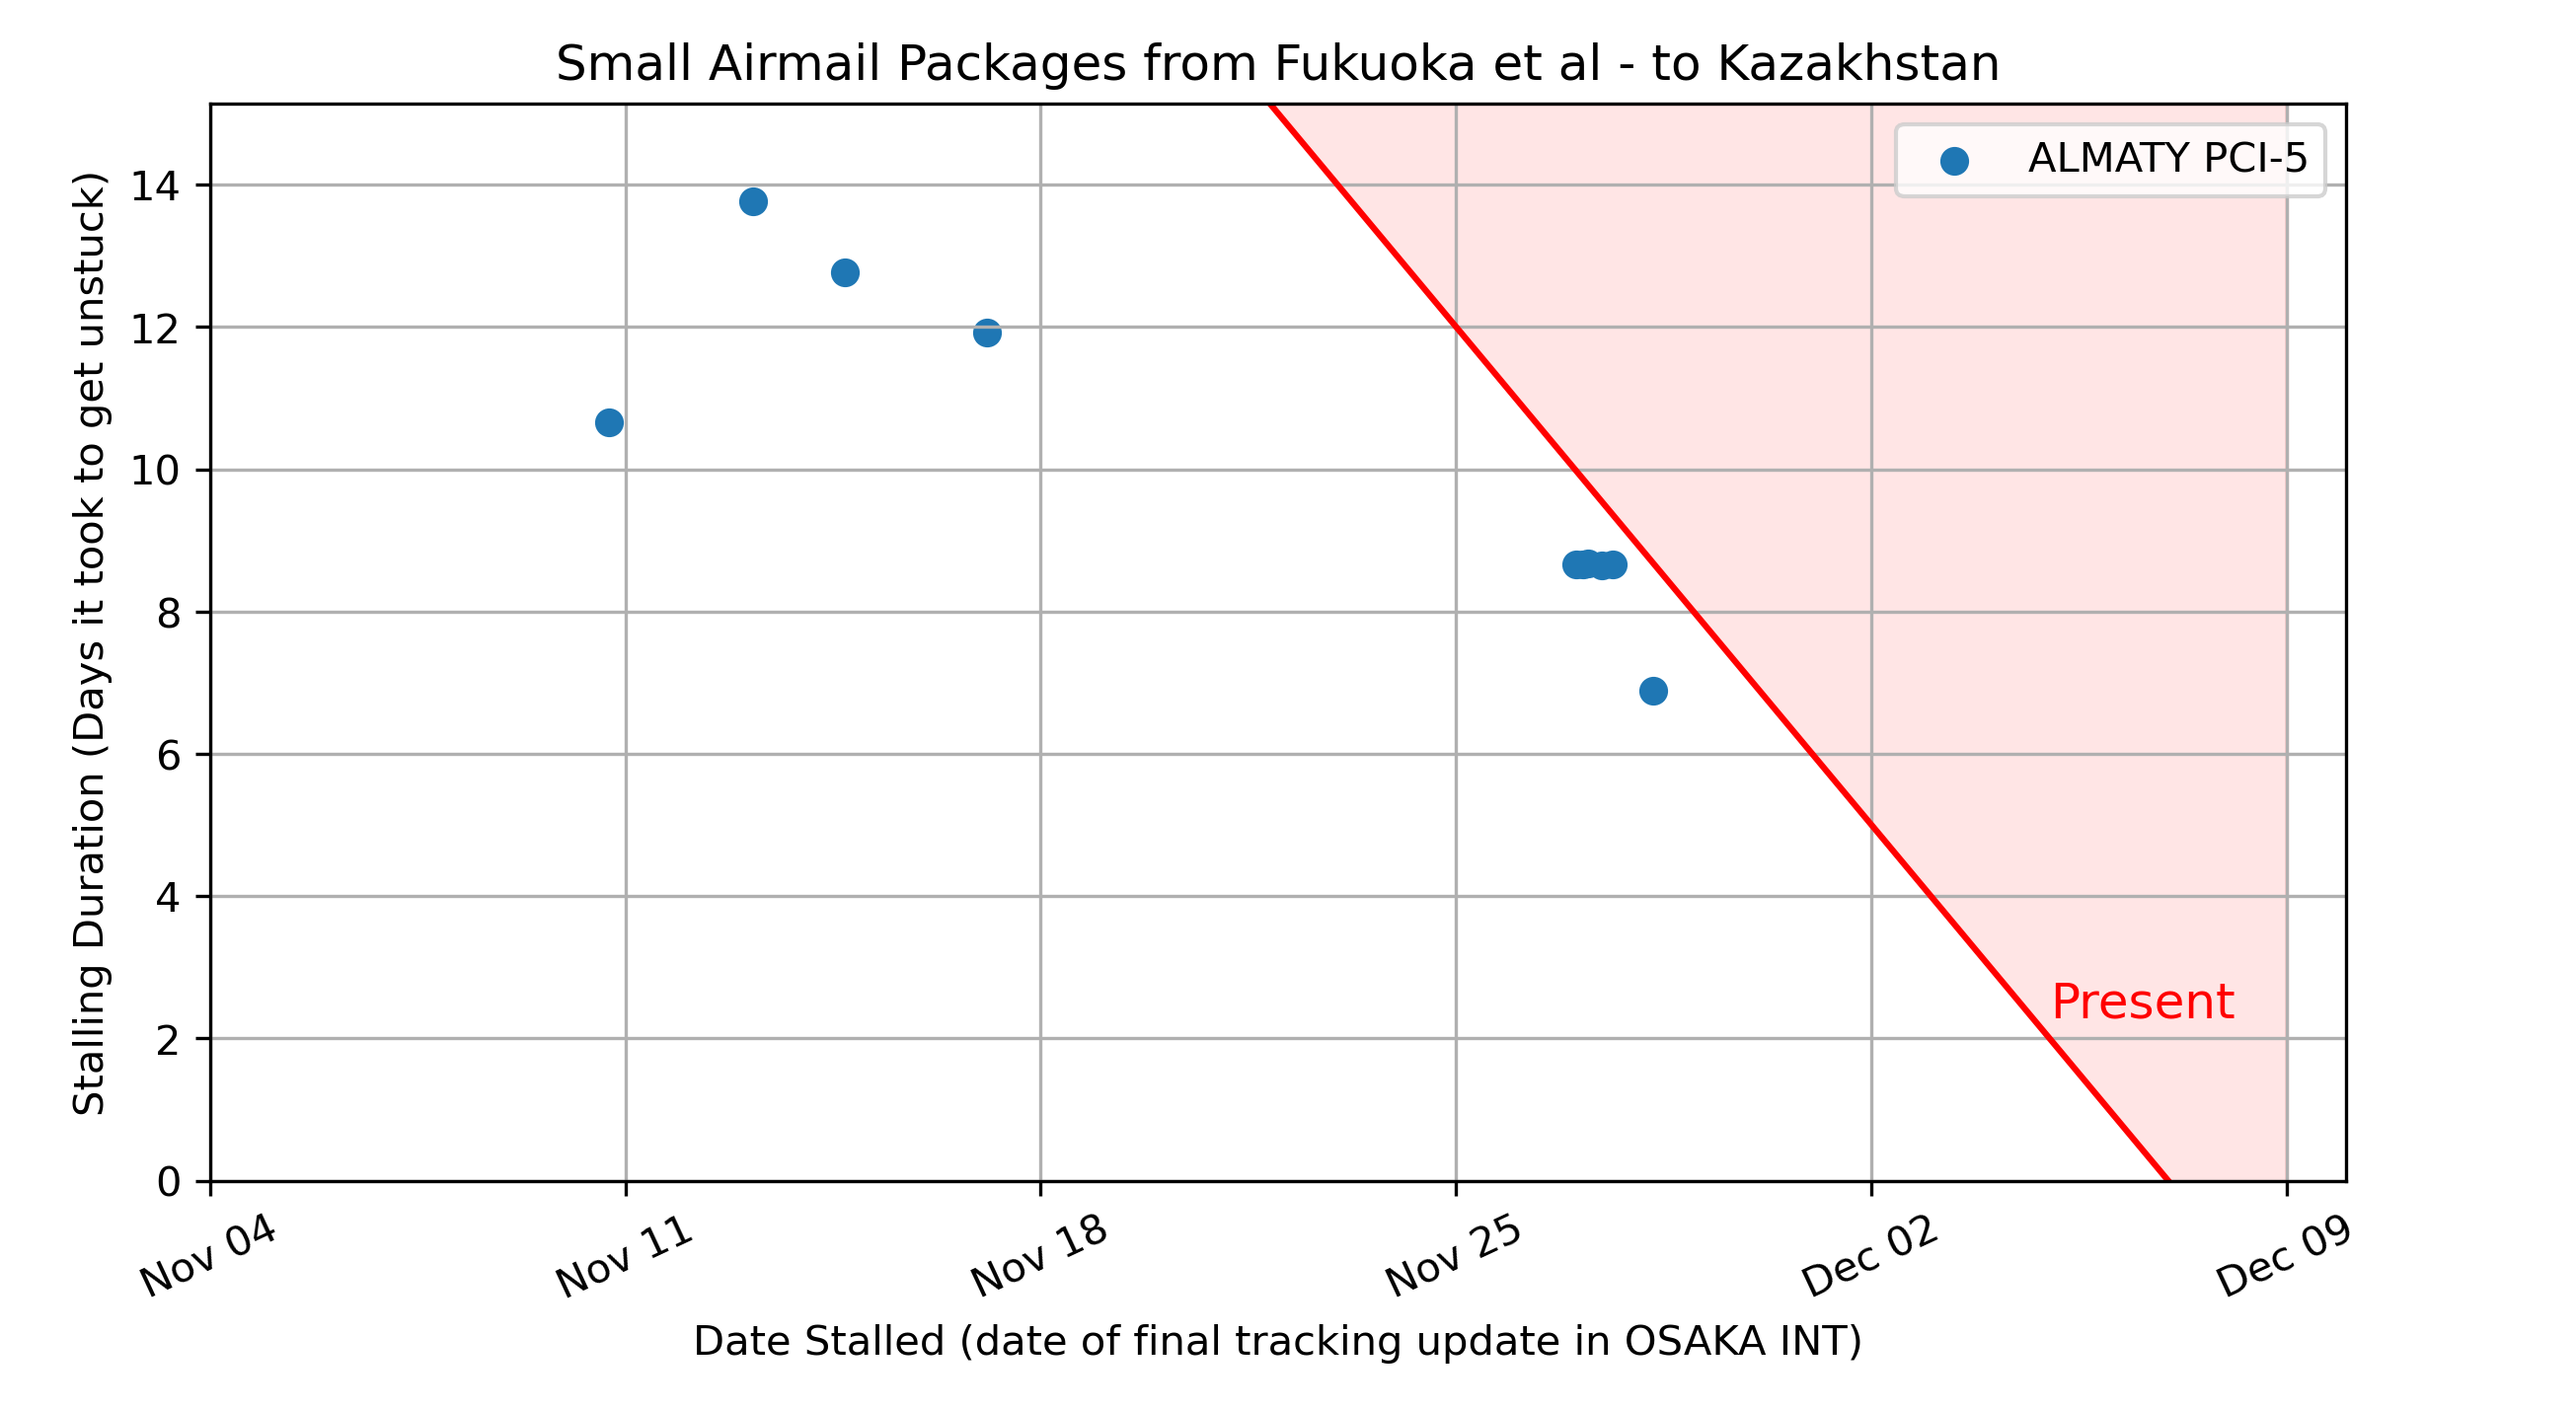 Small Airmail Packages from Fukuoka et al - to Kazakhstan
ALMATY PCI-5
Stalling Duration (Days it took to get unstuck)
14
12
10
8
6
4
2
0
Present
Nov 04
Nov 11
Nov 18
Nov 25
Dec 02
Dec 09
Date Stalled (date of final tracking update in OSAKA INT)